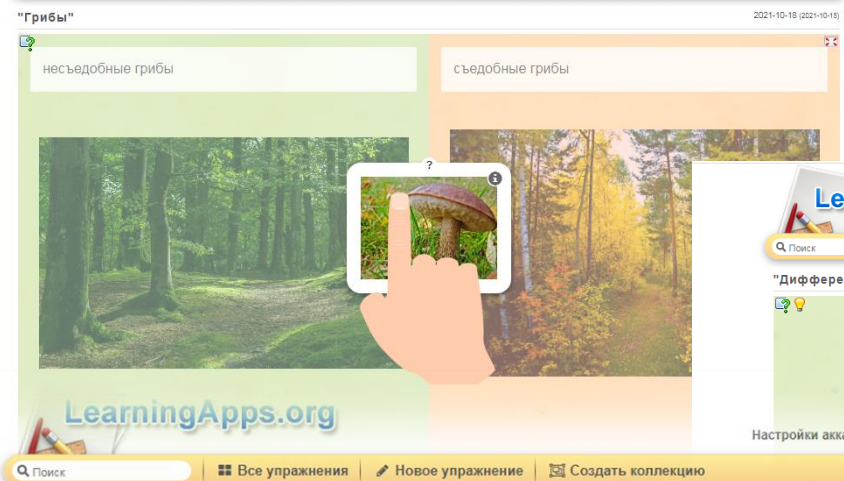 "Грибы"
2021-10-18 (2021-10-15)
несъедобные грибы
съедобные грибы
?
Le
Поиск
"Диффере
Настройки акка
LearningApps.org
Поиск
Все упражнения
Новое упражнение
Создать коллекцию